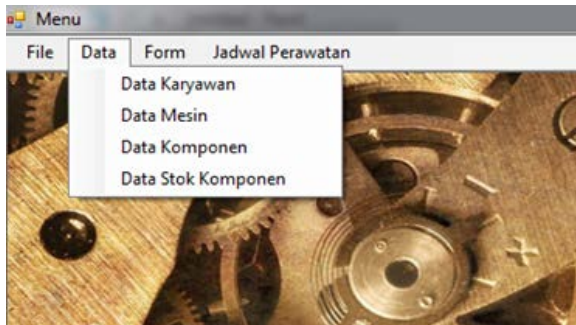 Menu
File Data Form Jadwal Perawatan
Data Karyawan
Data Mesin
Data Komponen
Data Stok Komponen